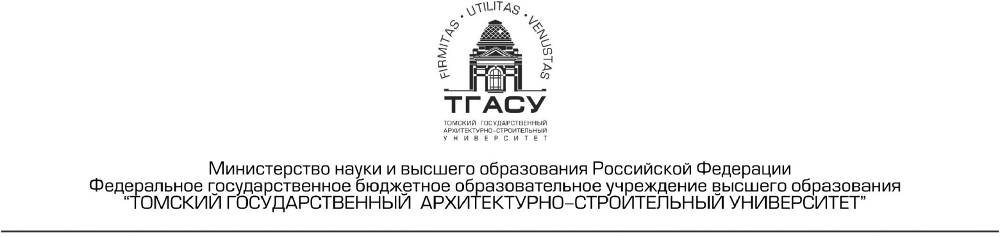 FIRMITAS • UTILITAS • VENUSTAS
ТГАСУ
ТОМСКИЙ ГОСУДАРСТВЕННЫЙ
АРХИТЕКТУРНО-СТРОИТЕЛЬНЫЙ
УНИВЕРСИТЕТ
Министерство науки и высшего образования Российской Федерации
Федеральное государственное бюджетное образовательное учреждение высшего образования
“ТОМСКИЙ ГОСУДАРСТВЕННЫЙ АРХИТЕКТУРНО-СТРОИТЕЛЬНЫЙ УНИВЕРСИТЕТ”